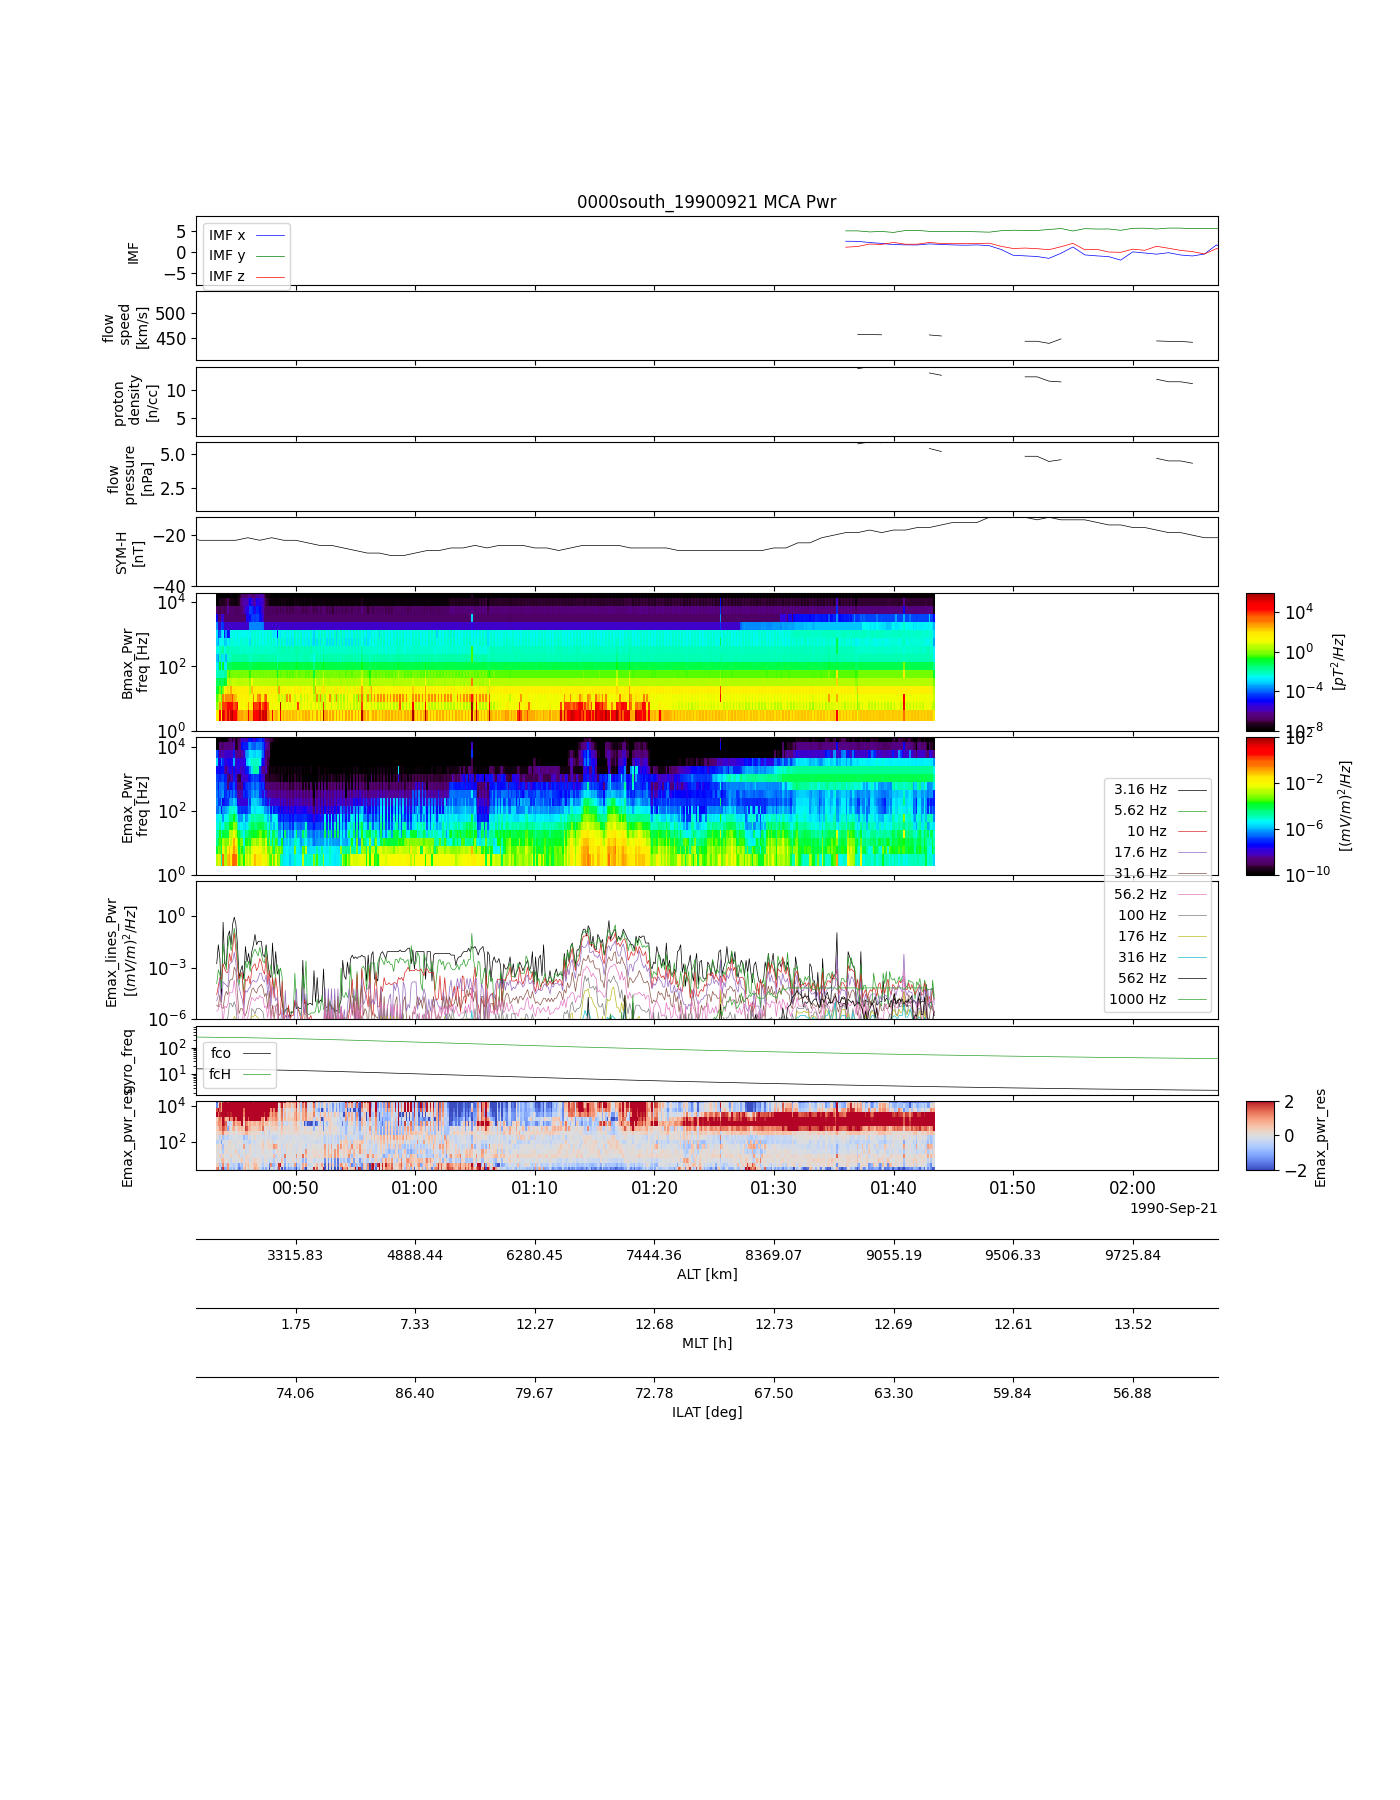 0000south_19900921 MCA Pwr
IMF
5
0
−5
IMF x
IMF y
IMF z
flow
speed
[km/s]
500
450
proton
density
[n/cc]
10
5
flow
pressure
[nPa]
5.0
2.5
SYM-H
[nT]
−20
−40
Bmax_Pwr
freq [Hz]
10^4
10^2
10^0
10^4
10^0
10^−4
10^−8
[pT^2/Hz]
Emax_Pwr
freq [Hz]
10^4
10^2
10^0
10^2
10^−2
10^−6
10^−10
[(mV/m)^2/Hz]
3.16 Hz
5.62 Hz
10 Hz
17.6 Hz
31.6 Hz
56.2 Hz
100 Hz
176 Hz
316 Hz
562 Hz
1000 Hz
Emax_lines_Pwr
[(mV/m)^2/Hz]
10^0
10^−3
10^−6
gyro_freq
10^2
10^1
fco
fcH
Emax_pwr_res
10^4
10^2
2
0
−2
Emax_pwr_res
00:50 01:00 01:10 01:20 01:30 01:40 01:50 02:00
1990-Sep-21
3315.83 4888.44 6280.45 7444.36 8369.07 9055.19 9506.33 9725.84
ALT [km]
1.75 7.33 12.27 12.68 12.73 12.69 12.61 13.52
MLT [h]
74.06 86.40 79.67 72.78 67.50 63.30 59.84 56.88
ILAT [deg]